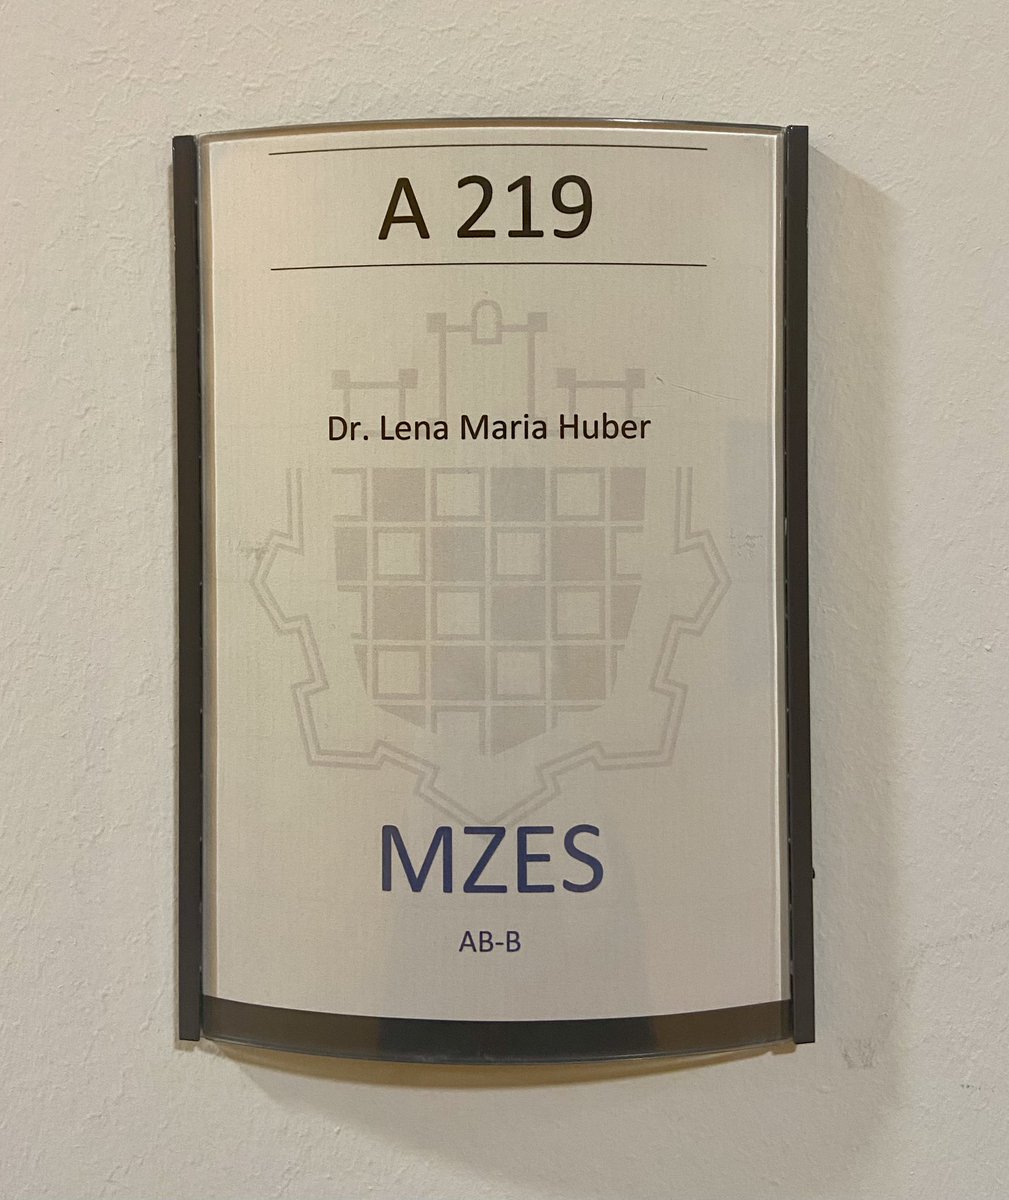 A 219
Dr. Lena Maria Huber
MZES
AB-B